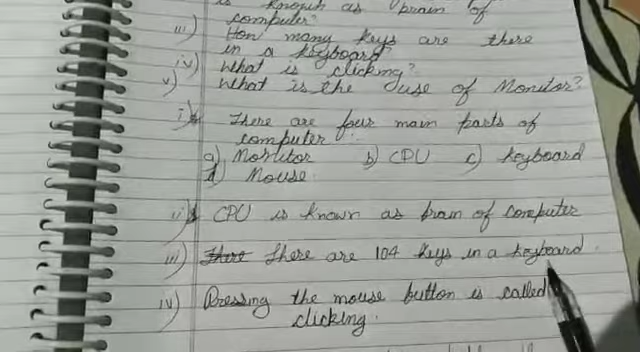 is known as brain of
computer?
iii) How many keys are there
in a keyboard?
iv) What is clicking?
v) What is the use of Monitor?
i) There are four main parts of
computer:
a) Monitor b) CPU c) Keyboard
d) Mouse.
ii) CPU is known as brain of computer
iii) There There are 104 keys in a keyboard.
iv) Pressing the mouse button is called
clicking.